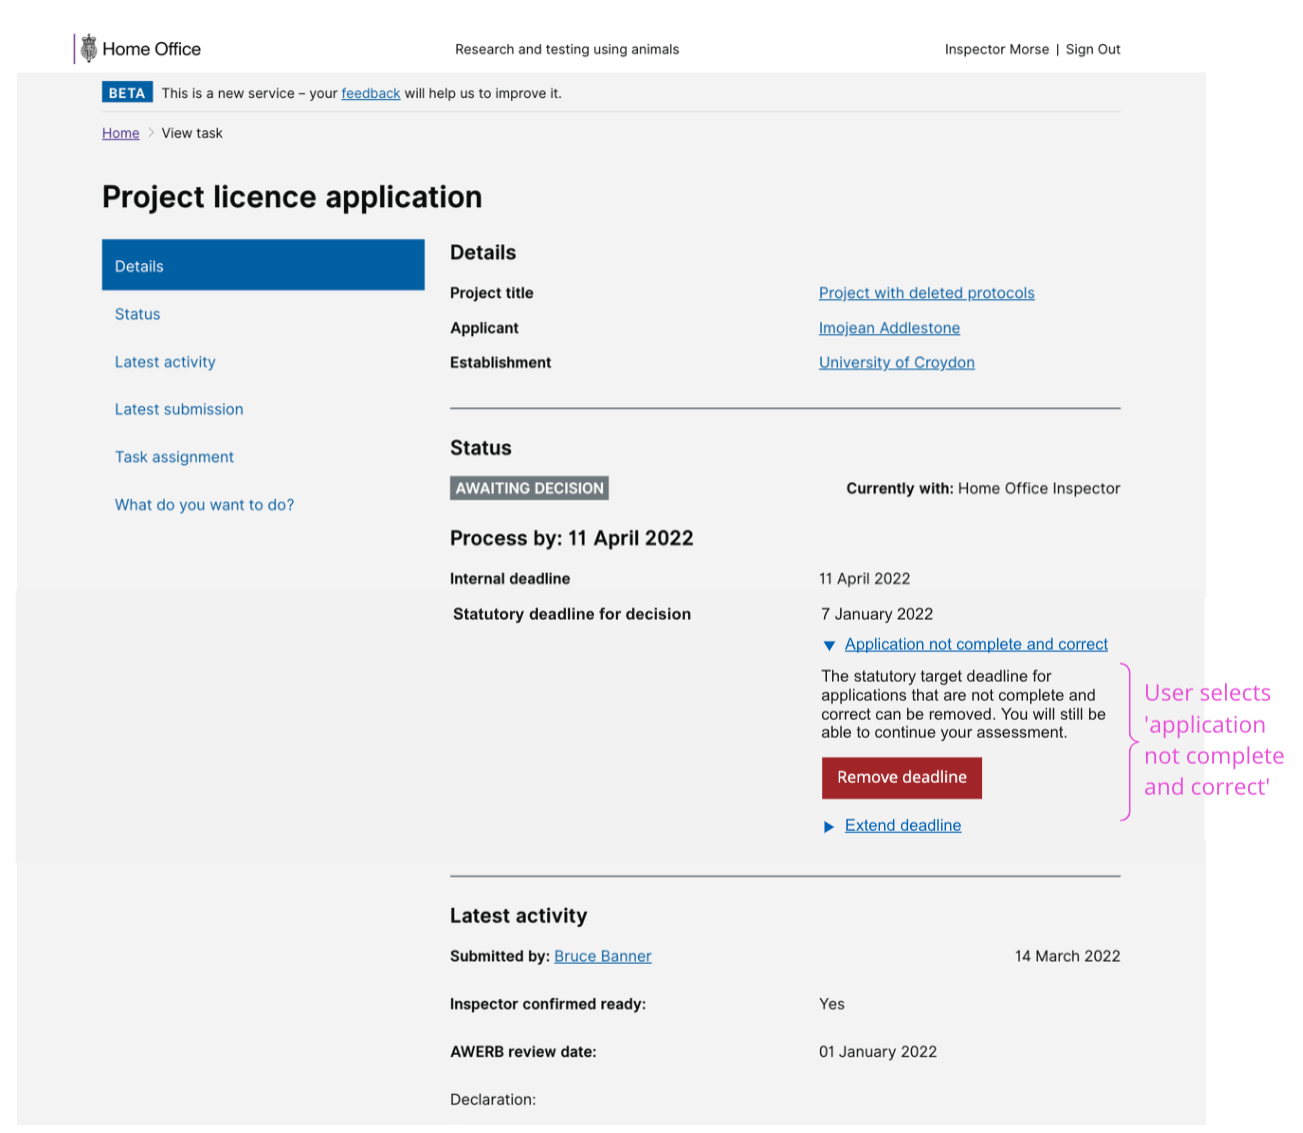 Home Office
Research and testing using animals
Inspector Morse | Sign Out
BETA This is a new service – your feedback will help us to improve it.
Home > View task
Project licence application
Details
Status
Latest activity
Latest submission
Task assignment
What do you want to do?
Details
Project title Project with deleted protocols
Applicant Imojean Addlestone
Establishment University of Croydon
Status
AWAITING DECISION Currently with: Home Office Inspector
Process by: 11 April 2022
Internal deadline 11 April 2022
Statutory deadline for decision 7 January 2022
Application not complete and correct
The statutory target deadline for
applications that are not complete and
correct can be removed. You will still be
able to continue your assessment.
Remove deadline
Extend deadline
User selects
'application
not complete
and correct'
Latest activity
Submitted by: Bruce Banner 14 March 2022
Inspector confirmed ready: Yes
AWERB review date: 01 January 2022
Declaration: